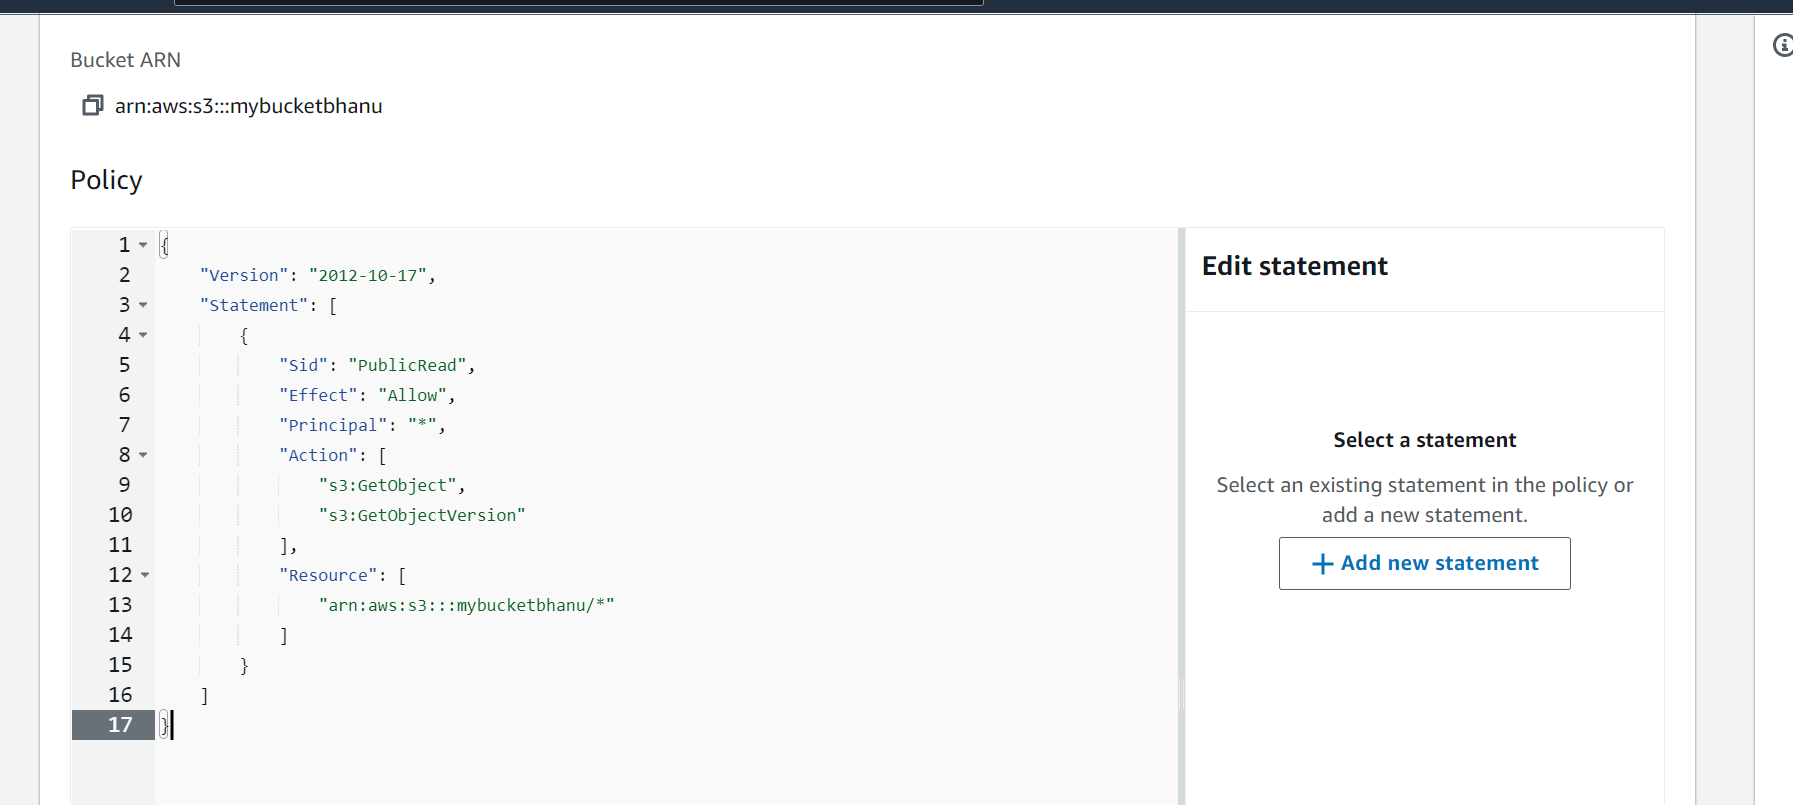 Bucket ARN
arn:aws:s3:::mybucketbhanu
Policy
1 {
2 "Version": "2012-10-17",
3 "Statement": [
4 {
5 "Sid": "PublicRead",
6 "Effect": "Allow",
7 "Principal": "*",
8 "Action": [
9 "s3:GetObject",
10 "s3:GetObjectVersion"
11 ],
12 "Resource": [
13 "arn:aws:s3:::mybucketbhanu/*"
14 ]
15 }
16 ]
17 }
Edit statement
Select a statement
Select an existing statement in the policy or
add a new statement.
+ Add new statement